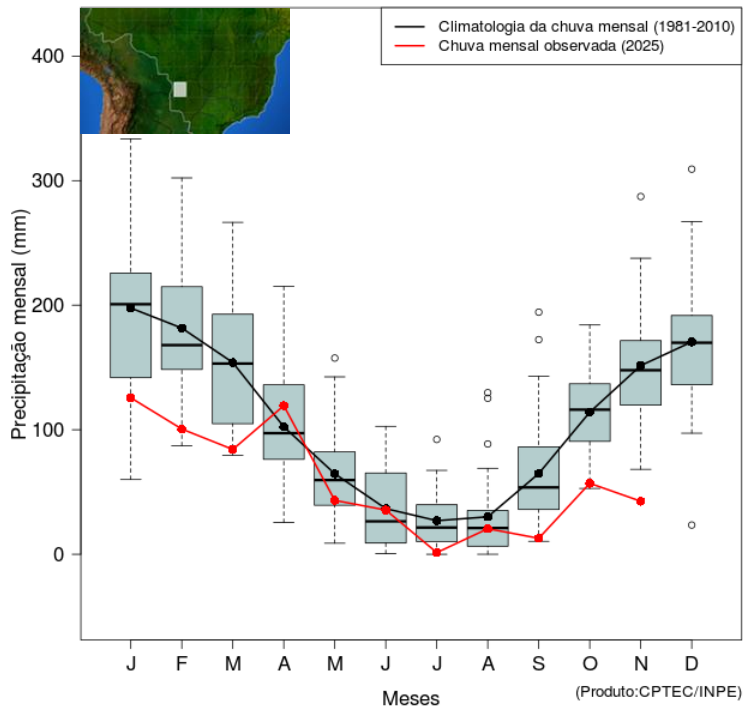 Climatologia da chuva mensal (1981-2010)
Chuva mensal observada (2025)
Precipitação mensal (mm)
400
300
200
100
0
J F M A M J J A S O N D
Meses
(Produto:CPTEC/INPE)